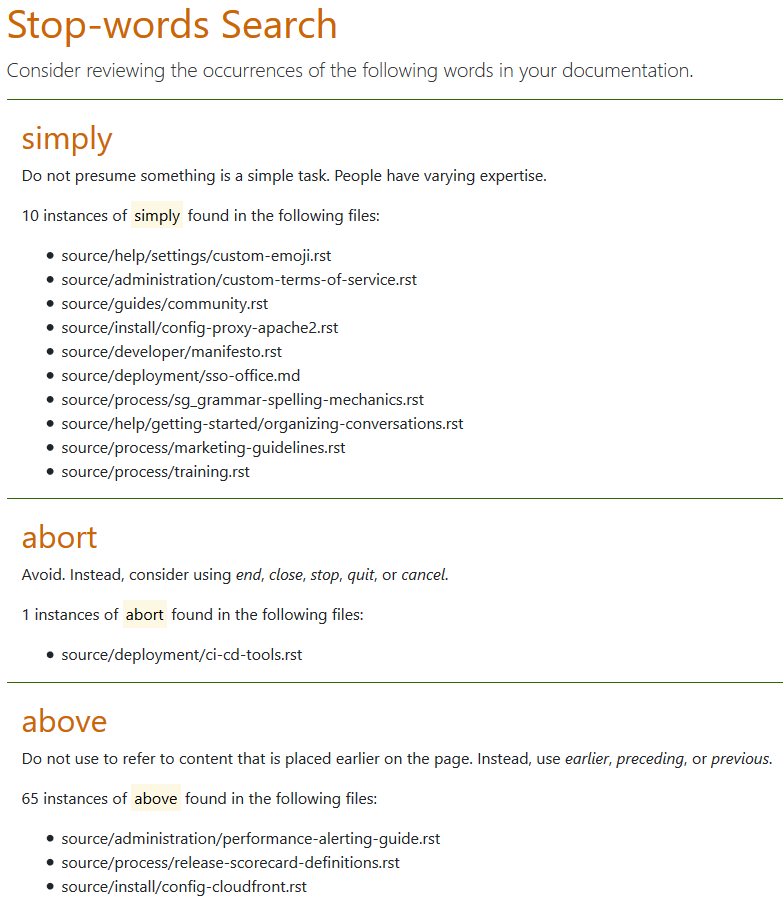 Stop-words Search
Consider reviewing the occurrences of the following words in your documentation.
simply
Do not presume something is a simple task. People have varying expertise.
10 instances of simply found in the following files:
• source/help/settings/custom-emoji.rst
• source/administration/custom-terms-of-service.rst
• source/guides/community.rst
• source/install/config-proxy-apache2.rst
• source/developer/manifesto.rst
• source/deployment/sso-office.md
• source/process/sg_grammar-spelling-mechanics.rst
• source/help/getting-started/organizing-conversations.rst
• source/process/marketing-guidelines.rst
• source/process/training.rst
abort
Avoid. Instead, consider using end, close, stop, quit, or cancel.
1 instances of abort found in the following files:
• source/deployment/ci-cd-tools.rst
above
Do not use to refer to content that is placed earlier on the page. Instead, use earlier, preceding, or previous.
65 instances of above found in the following files:
• source/administration/performance-alerting-guide.rst
• source/process/release-scorecard-definitions.rst
• source/install/config-cloudfront.rst